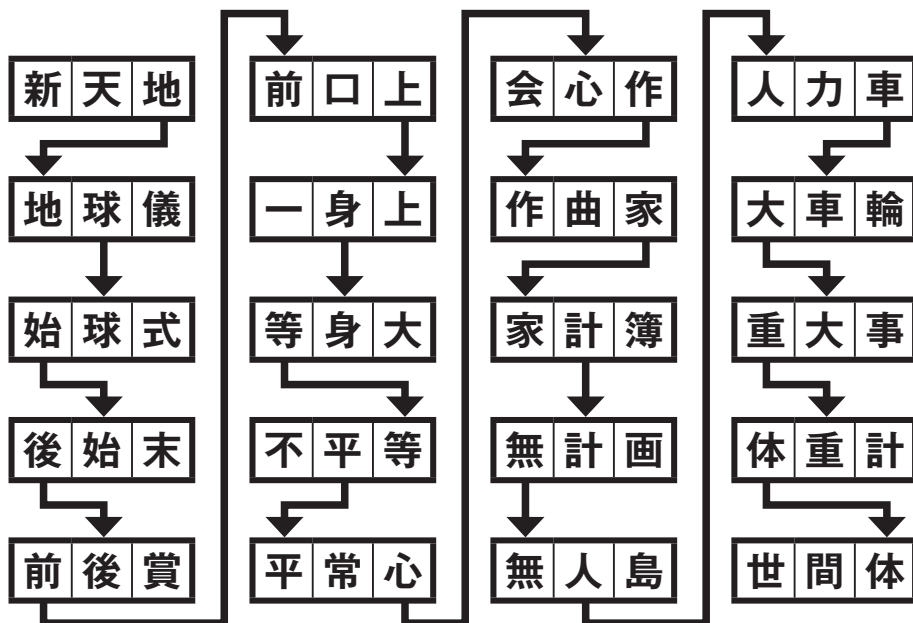 新天地
地球儀
始球式
後始末
前後賞
前口上
一身上
等身大
不平等
平常心
会心作
作曲家
家計簿
無計画
無人島
人力車
大車輪
重大事
体重計
世間体